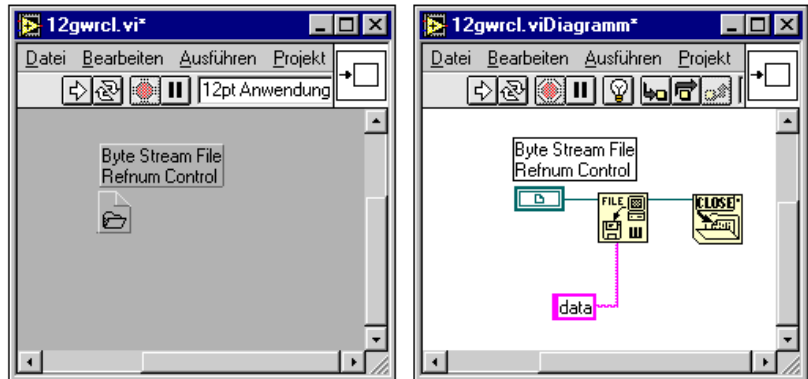 12gwrcl.vi*
Datei Bearbeiten Ausführen Projekt
12pt Anwendung
Byte Stream File
Refnum Control
12gwrcl.viDiagramm*
Datei Bearbeiten Ausführen Projekt
Byte Stream File
Refnum Control
FILE
CLOSE*
data